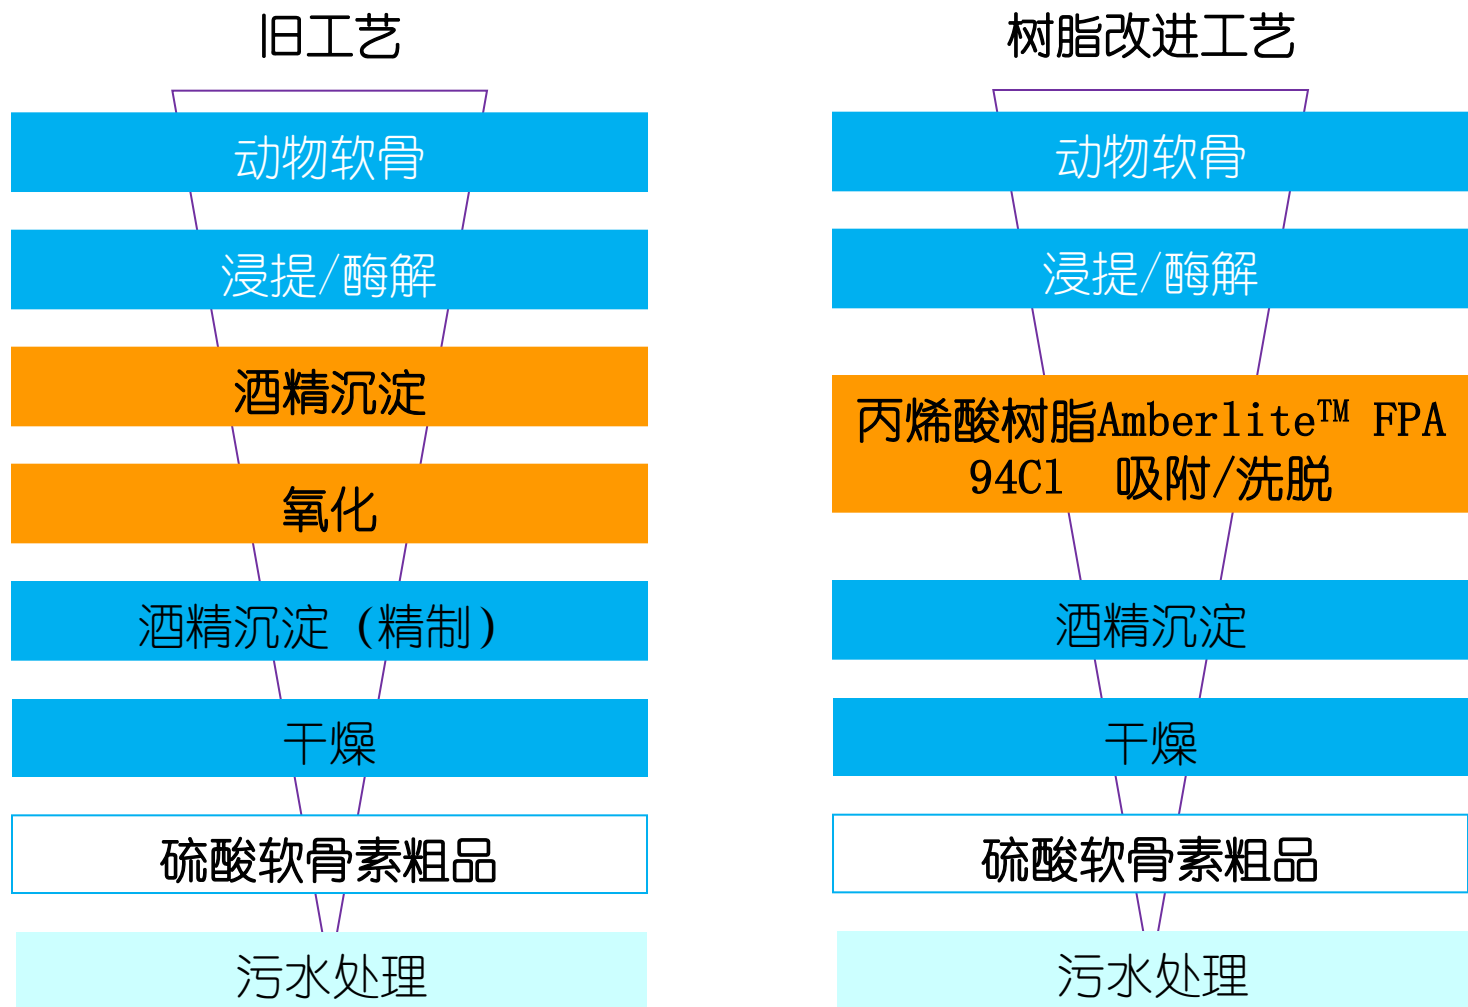 旧工艺
动物软骨
浸提/酶解
酒精沉淀
氧化
酒精沉淀（精制）
干燥
硫酸软骨素粗品
污水处理
树脂改进工艺
动物软骨
浸提/酶解
丙烯酸树脂Amberlite™ FPA
94Cl 吸附/洗脱
酒精沉淀
干燥
硫酸软骨素粗品
污水处理